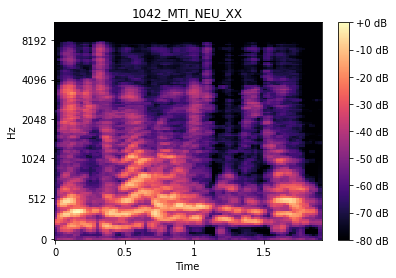 1042_MTI_NEU_XX
+0 dB
8192
-10 dB
4096
-20 dB
-30 dB
2048
Hz
-40 dB
1024
-50 dB
512
-60 dB
-70 dB
0
-80 dB
0 0.5 1 1.5
Time